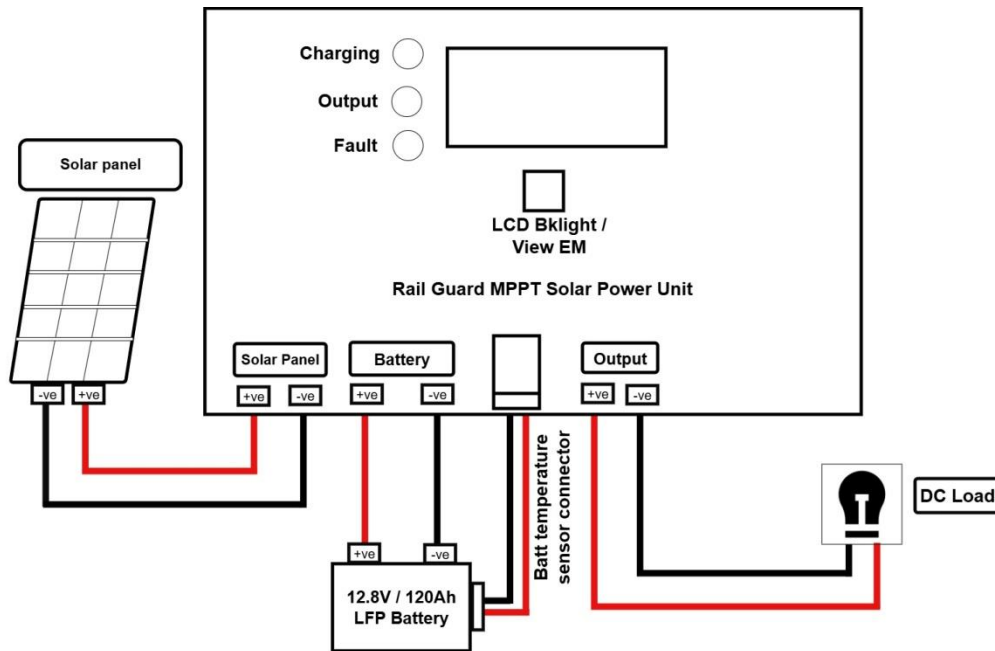 Charging
Output
Fault
Solar panel
LCD Bklight /
View EM
Rail Guard MPPT Solar Power Unit
Solar Panel
Battery
Output
+ve
-ve
+ve
-ve
+ve
-ve
-ve
+ve
Batt temperature
sensor connector
DC Load
+ve
-ve
12.8V / 120Ah
LFP Battery